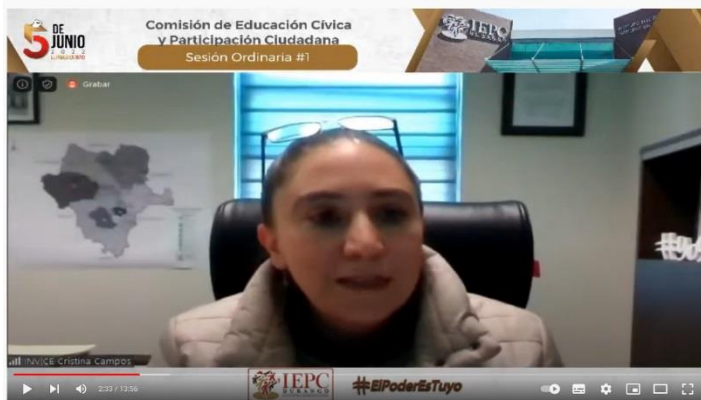 5 DE
JUNIO
2022
Comisión de Educación Cívica
y Participación Ciudadana
Sesión Ordinaria #1
IEPC
Grabar
INVICE Cristina Campos
IEPC
DURANGO
#ElPoderEsTuyo
2:33 / 13:56